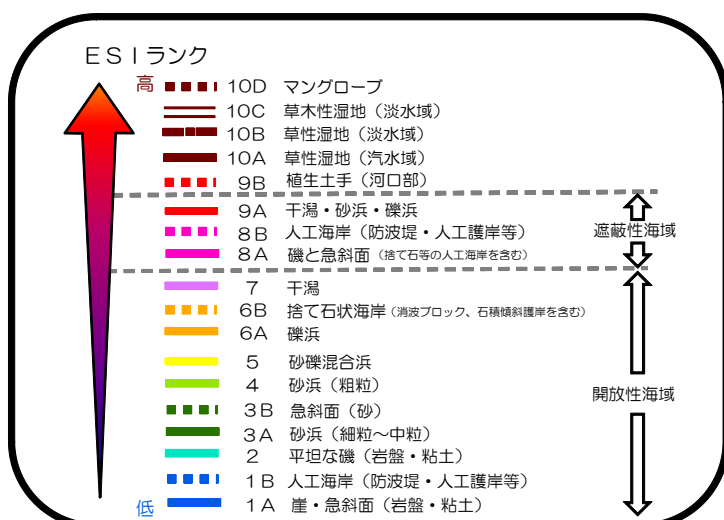 ESIランク
高
10D マングローブ
10C 草木性湿地（淡水域）
10B 草性湿地（淡水域）
10A 草性湿地（汽水域）
9B 植生土手（河口部）
9A 干潟・砂浜・礫浜
8B 人工海岸（防波堤・人工護岸等）
遮蔽性海域
8A 磯と急斜面（捨て石等の人工海岸を含む）
7 干潟
6B 捨て石状海岸（消波ブロック、石積傾斜護岸を含む）
6A 礫浜
5 砂礫混合浜
4 砂浜（粗粒）
開放性海域
3B 急斜面（砂）
3A 砂浜（細粒～中粒）
2 平坦な磯（岩盤・粘土）
1B 人工海岸（防波堤・人工護岸等）
低
1A 崖・急斜面（岩盤・粘土）